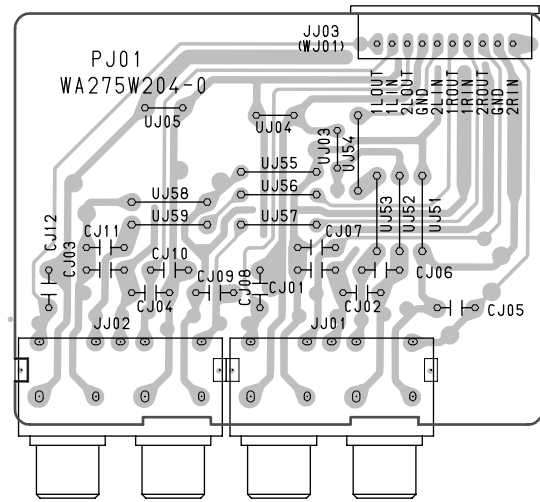 JJ03
(WJ01)
PJ01
WA275W204-0
1LOUT
1LIN
2LOUT
GND
2LIN
1ROUT
1RIN
2ROUT
GND
2RIN
UJ05
UJ04
UJ03
UJ54
UJ55
UJ56
UJ57
UJ58
UJ59
UJ53
UJ52
UJ51
CJ12
CJ03
CJ11
CJ10
CJ09
CJ04
CJ08
CJ01
CJ07
CJ06
CJ02
CJ05
JJ02
JJ01